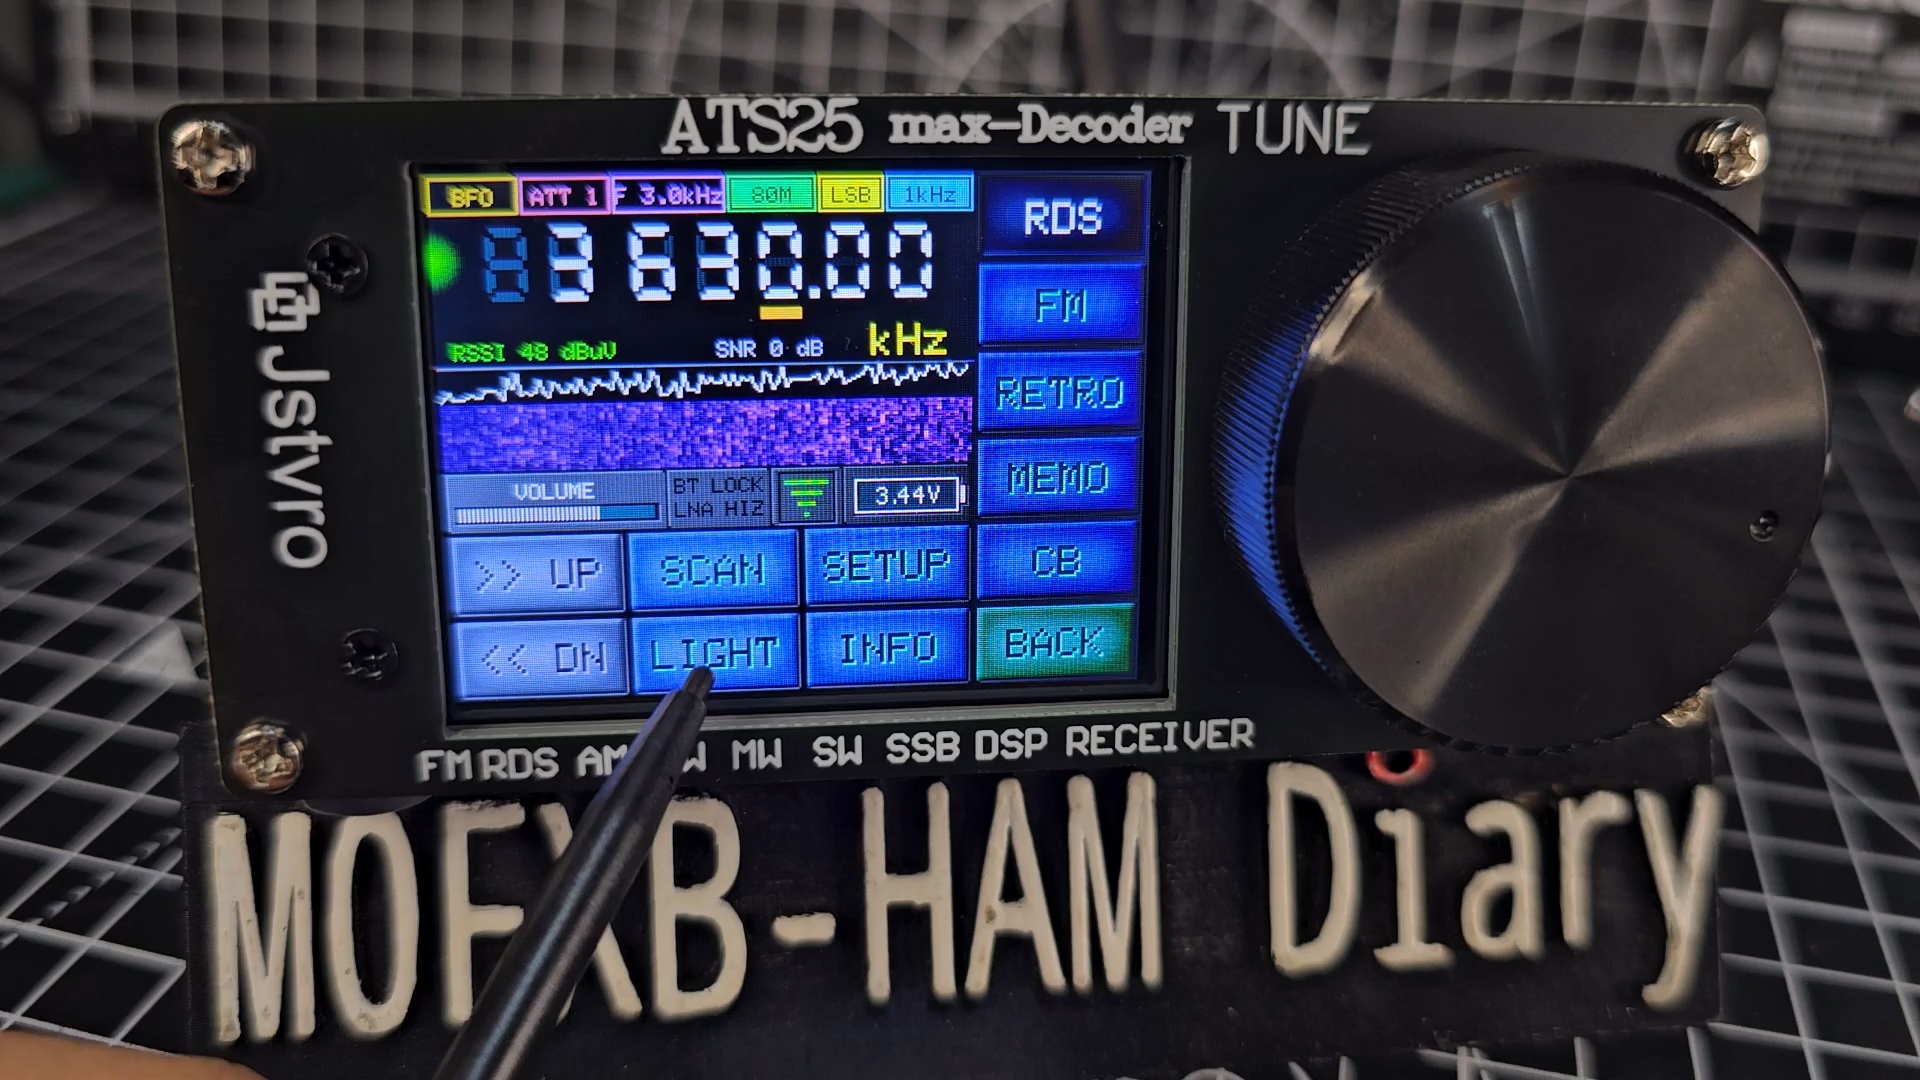 ATS25 max-Decoder TUNE
Jstvro
BFO ATT 1 F 3.0kHz 80M LSB 1kHz
3630.00
kHz
RSSI 48 dBuV SNR 0 dB
VOLUME
BT LOCK
LNA HIZ
3.44V
>> UP SCAN SETUP
<< DN LIGHT INFO
RDS
FM
RETRO
MEMO
CB
BACK
FM RDS AM MW SW SSB DSP RECEIVER
MOFXB-HAM Diary